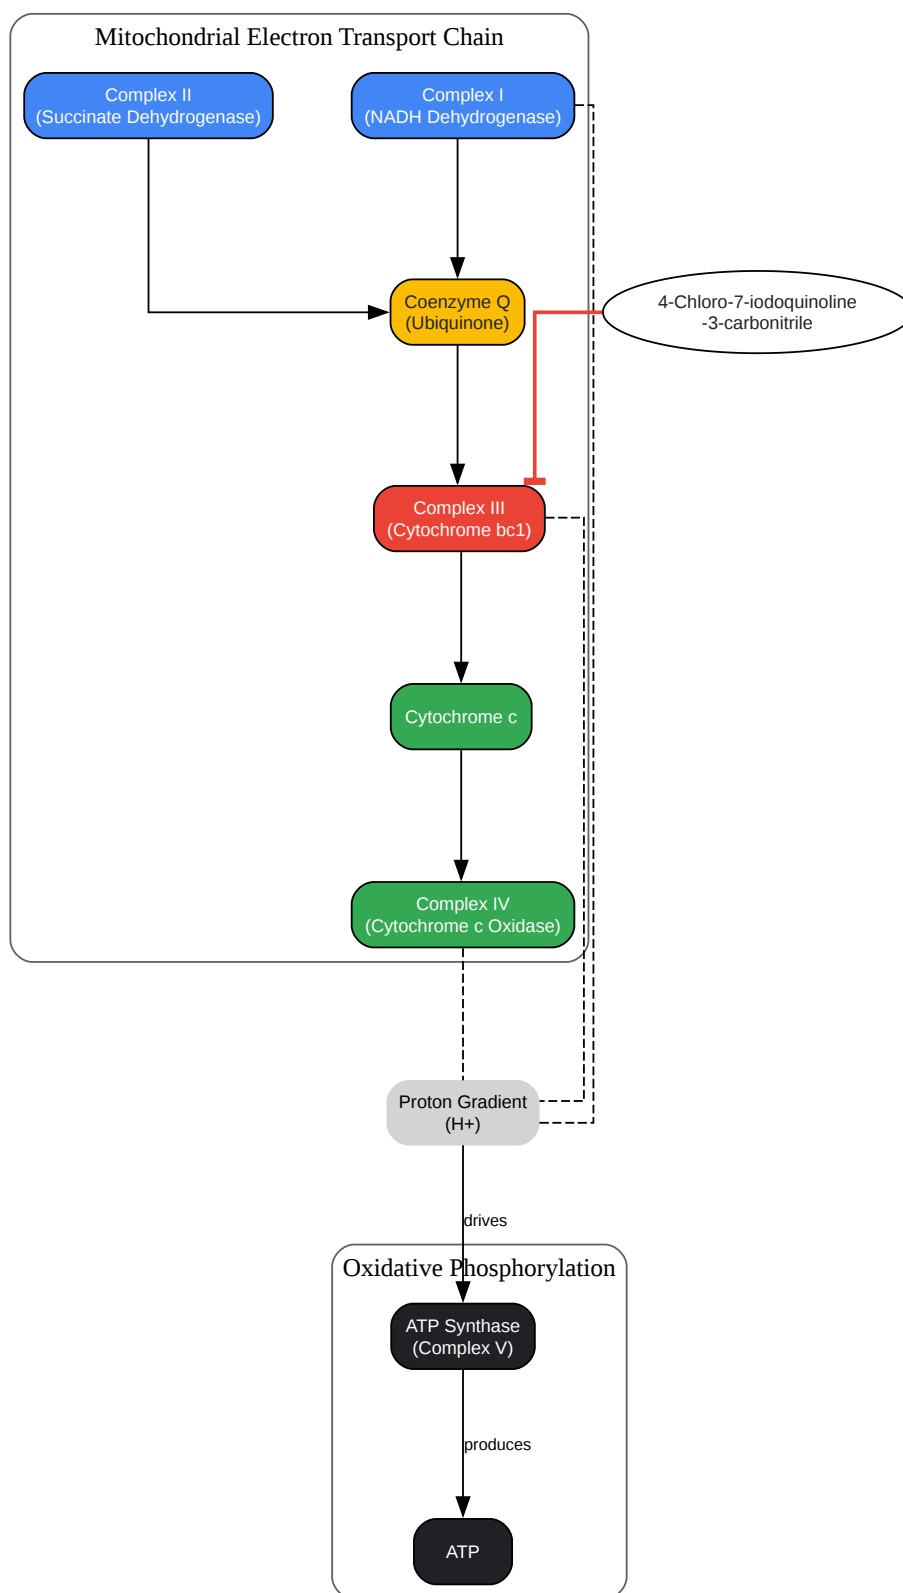 Mitochondrial Electron Transport Chain
Complex II
(Succinate Dehydrogenase)
Complex I
(NADH Dehydrogenase)
Coenzyme Q
(Ubiquinone)
4-Chloro-7-iodoquinoline
-3-carbonitrile
Complex III
(Cytochrome bc1)
Cytochrome c
Complex IV
(Cytochrome c Oxidase)
Proton Gradient
(H+)
drives
Oxidative Phosphorylation
ATP Synthase
(Complex V)
produces
ATP